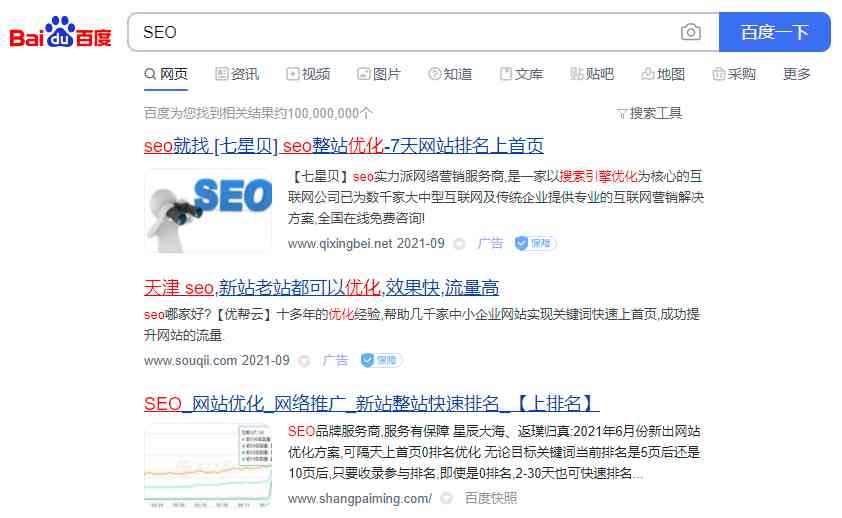 Bai du 百度
SEO
百度一下
网页 资讯 视频 图片 知道 文库 贴吧 地图 采购 更多
百度为您找到相关结果约100,000,000个
搜索工具
seo就找 [七星贝] seo整站优化-7天网站排名上首页
SEO
【七星贝】seo实力派网络营销服务商,是一家以搜索引擎优化为核心的互
联网公司已为数千家大中型互联网及传统企业提供专业的互联网营销解决
方案,全国在线免费咨询!
www.qixingbei.net 2021-09 广告 保障
天津 seo,新站老站都可以优化,效果快,流量高
seo哪家好?【优帮云】十多年的优化经验,帮助几千家中小企业网站实现关键词快速上首页,成功提
升网站的流量.
www.souqii.com 2021-09 广告 保障
SEO_网站优化_网络推广_新站整站快速排名_【上排名】
SEO品牌服务商,服务有保障 星辰大海、返璞归真:2021年6月份新出网站
优化方案,可隔天上首页0排名优化 无论目标关键词当前排名是5页后还是
10页后,只要收录参与排名,即使是0排名,2-30天也可快速排名...
www.shangpaiming.com/ 百度快照